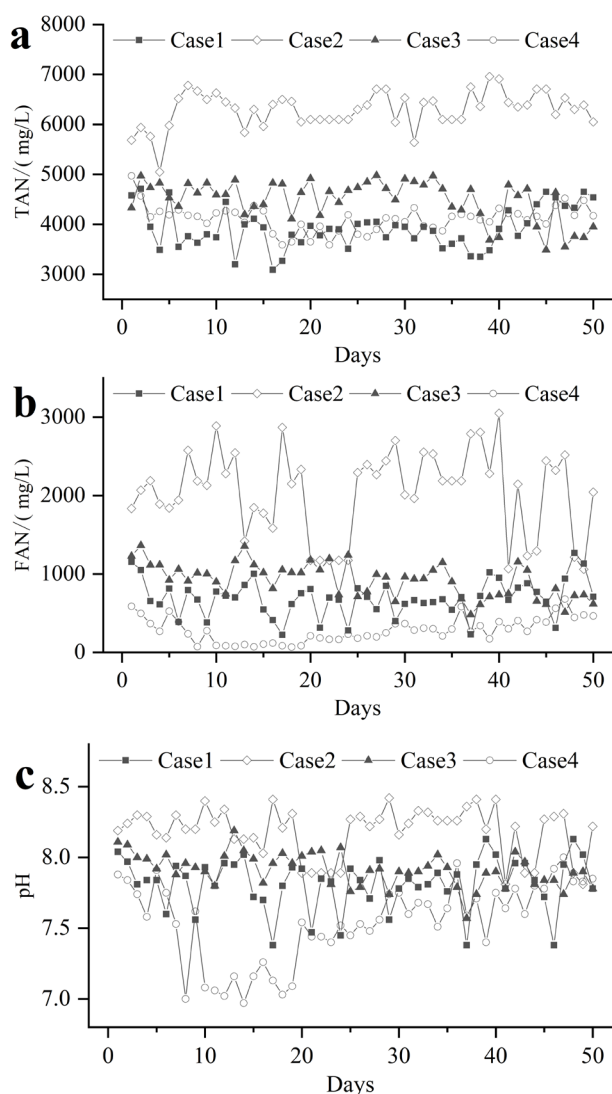 a
8000
Case1 Case2 Case3 Case4
7000
6000
5000
4000
3000
TAN/( mg/L)
0 10 20 30 40 50
Days
b
Case1 Case2 Case3 Case4
3000
2000
1000
0
FAN/( mg/L)
0 10 20 30 40 50
Days
c
Case1 Case2 Case3 Case4
8.5
8.0
7.5
7.0
pH
0 10 20 30 40 50
Days